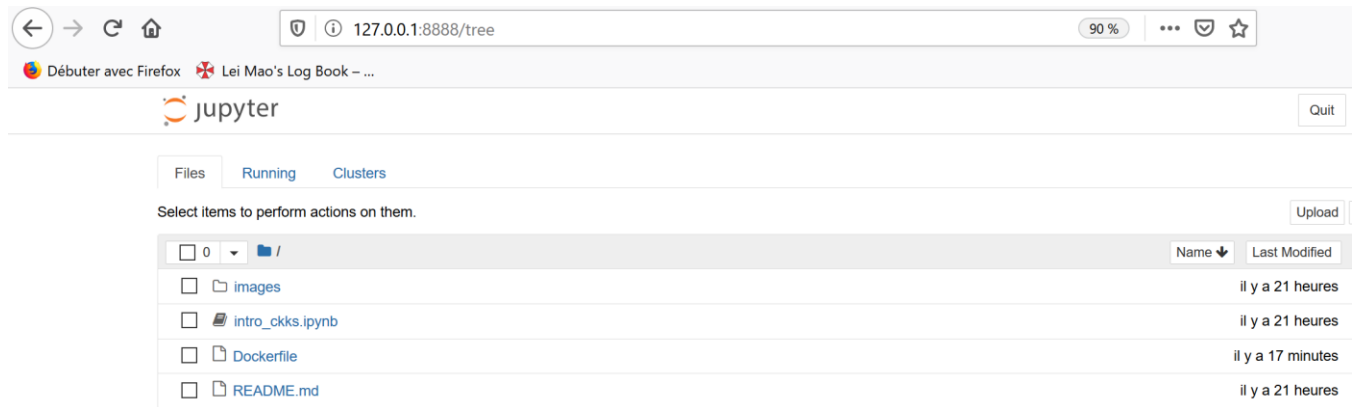 127.0.0.1:8888/tree 90 %
Débuter avec Firefox Lei Mao's Log Book – ...
jupyter Quit
Files Running Clusters
Select items to perform actions on them. Upload
0 / Name Last Modified
images il y a 21 heures
intro_ckks.ipynb il y a 21 heures
Dockerfile il y a 17 minutes
README.md il y a 21 heures